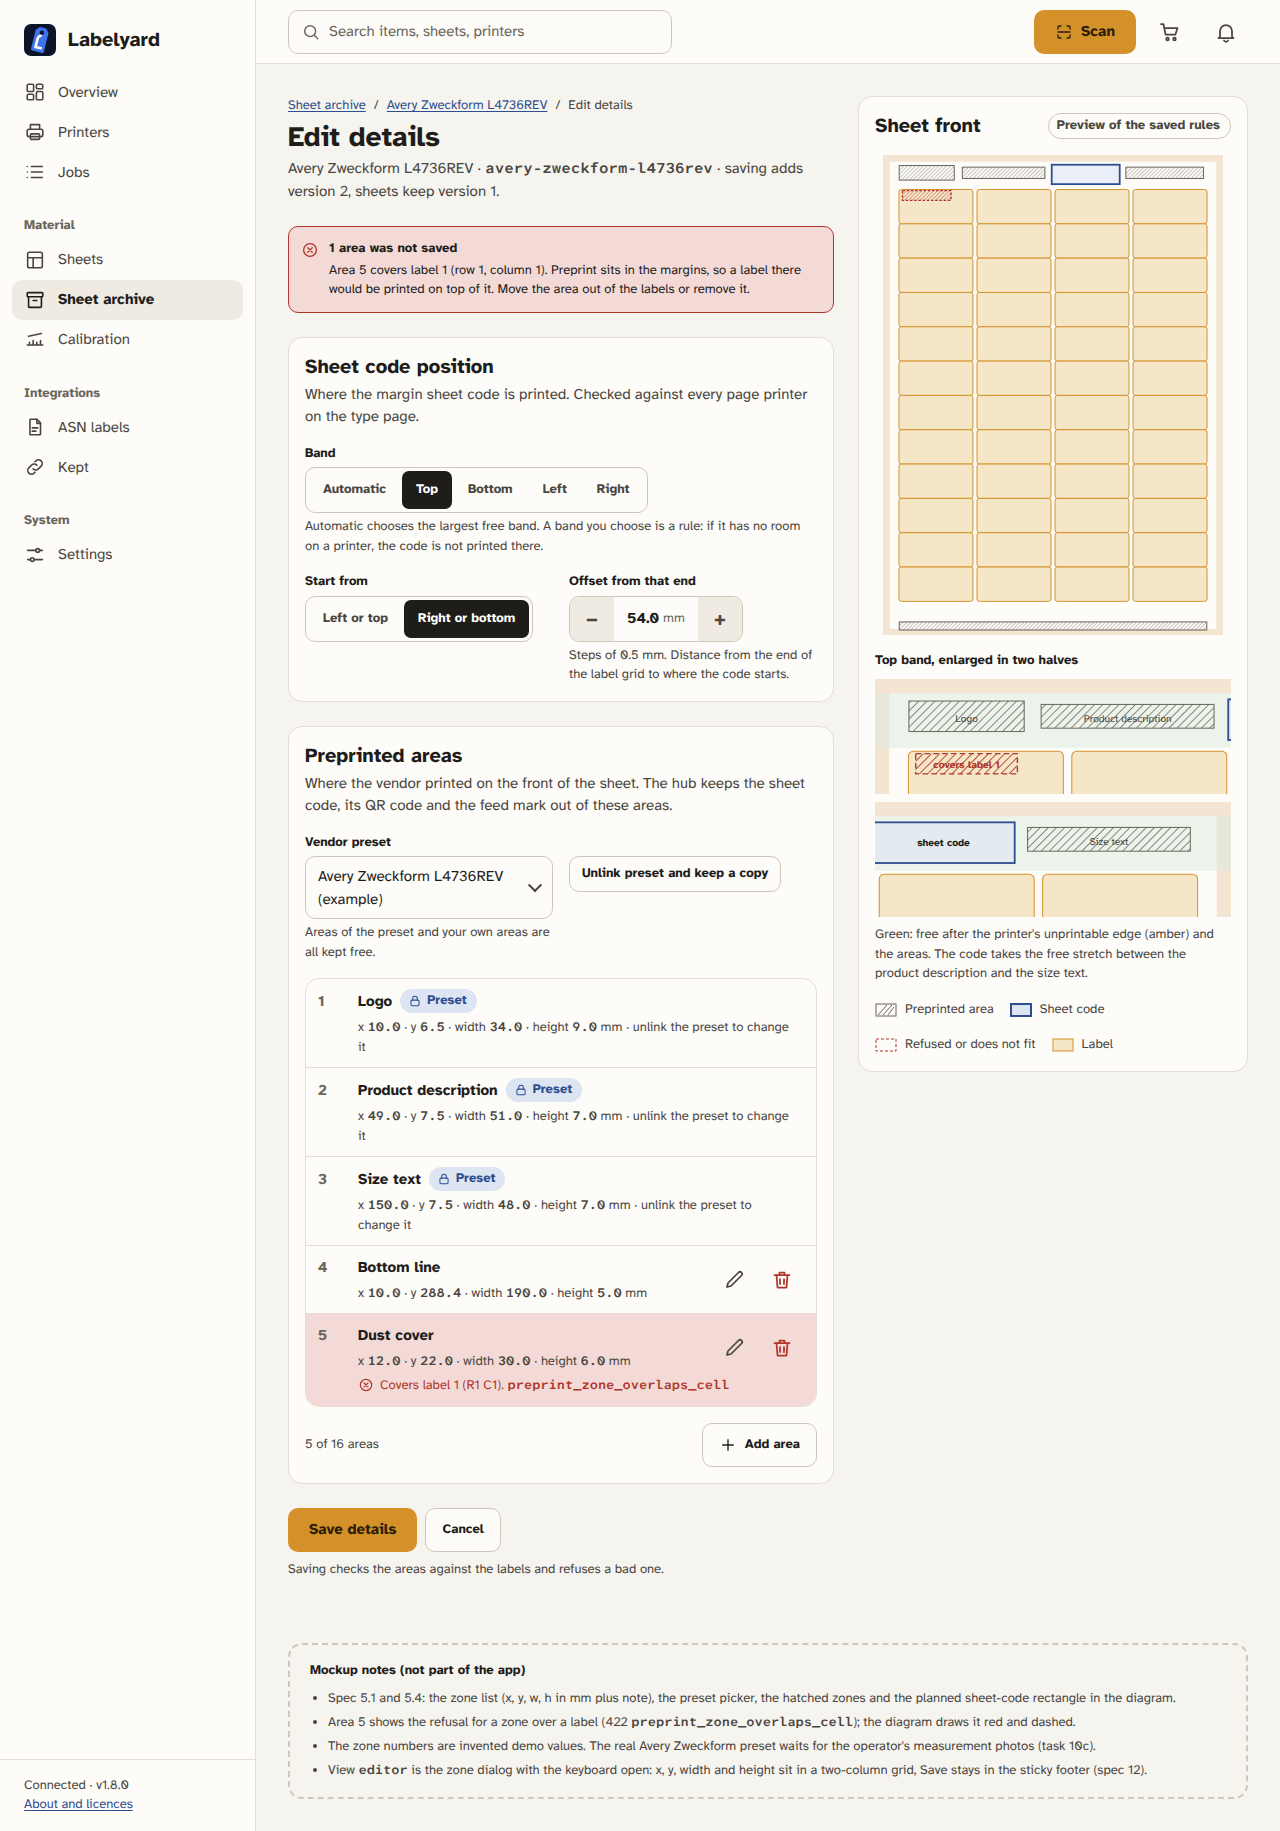 Labelyard
Search items, sheets, printers
Scan
Overview
Printers
Jobs
Material
Sheets
Sheet archive
Calibration
Integrations
ASN labels
Kept
System
Settings
Connected · v1.8.0
About and licences
Sheet archive / Avery Zweckform L4736REV / Edit details
Edit details
Avery Zweckform L4736REV · avery-zweckform-l4736rev · saving adds
version 2, sheets keep version 1.
1 area was not saved
Area 5 covers label 1 (row 1, column 1). Preprint sits in the margins, so a label there
would be printed on top of it. Move the area out of the labels or remove it.
Sheet code position
Where the margin sheet code is printed. Checked against every page printer
on the type page.
Band
Automatic Top Bottom Left Right
Automatic chooses the largest free band. A band you choose is a rule: if it has no room
on a printer, the code is not printed there.
Start from
Left or top Right or bottom
Offset from that end
− 54.0 mm +
Steps of 0.5 mm. Distance from the end of
the label grid to where the code starts.
Preprinted areas
Where the vendor printed on the front of the sheet. The hub keeps the sheet
code, its QR code and the feed mark out of these areas.
Vendor preset
Avery Zweckform L4736REV
(example)
Unlink preset and keep a copy
Areas of the preset and your own areas are
all kept free.
1 Logo Preset
x 10.0 · y 6.5 · width 34.0 · height 9.0 mm · unlink the preset to change
it
2 Product description Preset
x 49.0 · y 7.5 · width 51.0 · height 7.0 mm · unlink the preset to change
it
3 Size text Preset
x 150.0 · y 7.5 · width 48.0 · height 7.0 mm · unlink the preset to
change it
4 Bottom line
x 10.0 · y 288.4 · width 190.0 · height 5.0 mm
5 Dust cover
x 12.0 · y 22.0 · width 30.0 · height 6.0 mm
Covers label 1 (R1 C1). preprint_zone_overlaps_cell
5 of 16 areas
Add area
Save details
Cancel
Saving checks the areas against the labels and refuses a bad one.
Sheet front
Preview of the saved rules
Top band, enlarged in two halves
Logo
Product description
covers label 1
sheet code
Size text
Green: free after the printer's unprintable edge (amber) and
the areas. The code takes the free stretch between the
product description and the size text.
Preprinted area
Sheet code
Refused or does not fit
Label
Mockup notes (not part of the app)
• Spec 5.1 and 5.4: the zone list (x, y, w, h in mm plus note), the preset picker, the hatched zones and the planned sheet-code rectangle in the diagram.
• Area 5 shows the refusal for a zone over a label (422 preprint_zone_overlaps_cell); the diagram draws it red and dashed.
• The zone numbers are invented demo values. The real Avery Zweckform preset waits for the operator's measurement photos (task 10c).
• View editor is the zone dialog with the keyboard open: x, y, width and height sit in a two-column grid, Save stays in the sticky footer (spec 12).